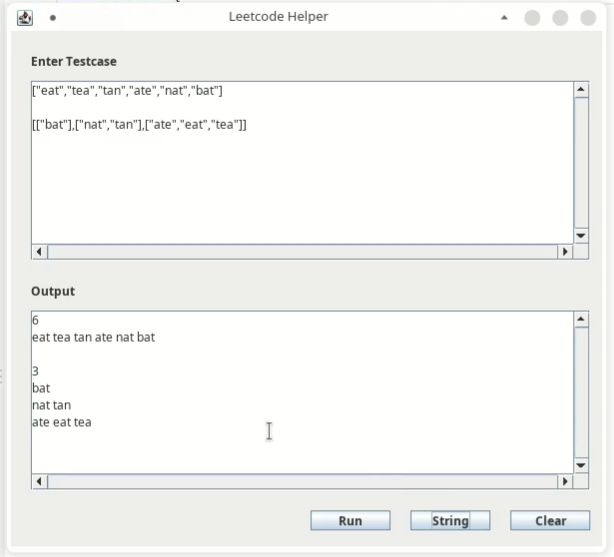 Leetcode Helper
Enter Testcase
["eat","tea","tan","ate","nat","bat"]
[["bat"],["nat","tan"],["ate","eat","tea"]]
Output
6
eat tea tan ate nat bat
3
bat
nat tan
ate eat tea
Run String Clear